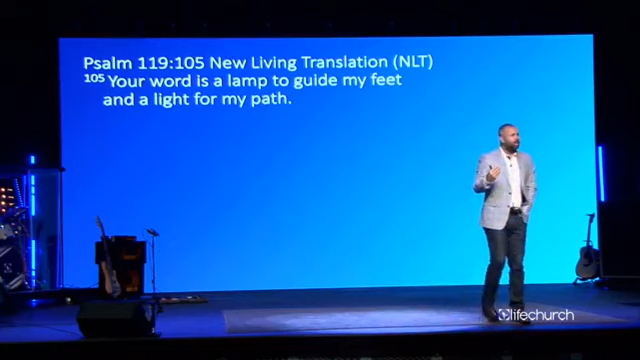 Psalm 119:105 New Living Translation (NLT)
105 Your word is a lamp to guide my feet
and a light for my path.
lifechurch